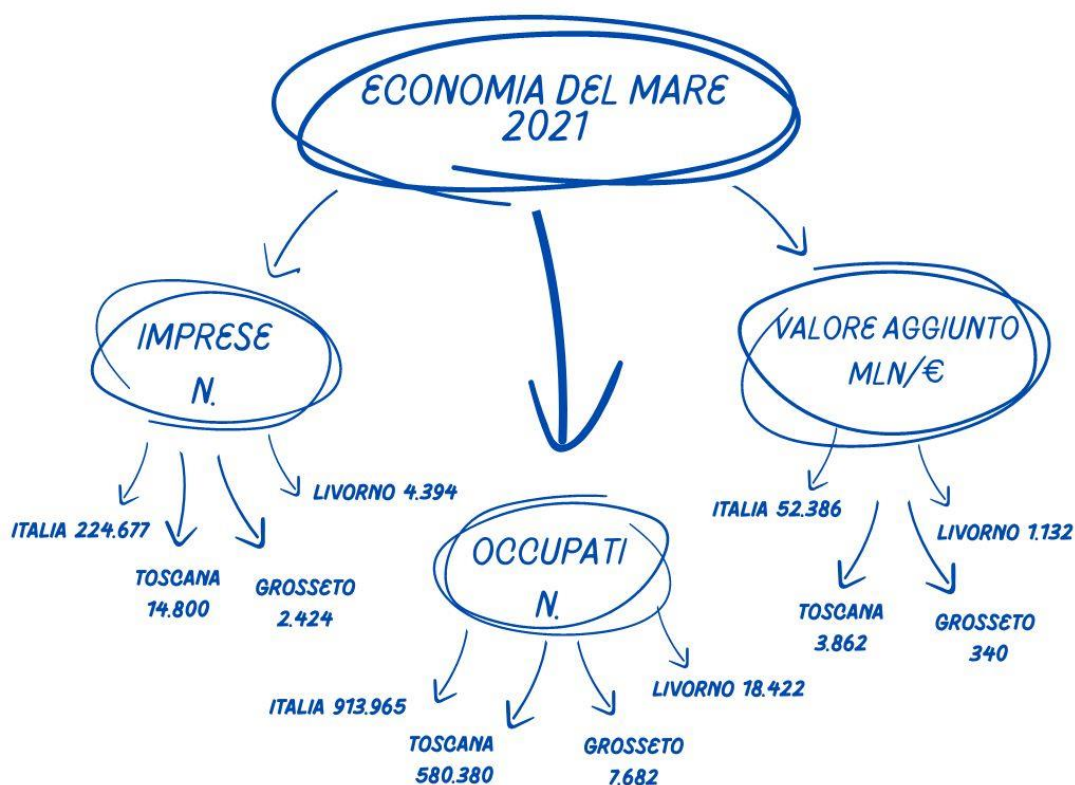 ECONOMIA DEL MARE
2021
IMPRESE
N.
ITALIA 224.677
TOSCANA
14.800
GROSSETO
2.424
LIVORNO 4.394
OCCUPATI
N.
ITALIA 913.965
TOSCANA
580.380
GROSSETO
7.682
LIVORNO 18.422
VALORE AGGIUNTO
MLN/€
ITALIA 52.386
TOSCANA
3.862
GROSSETO
340
LIVORNO 1.132